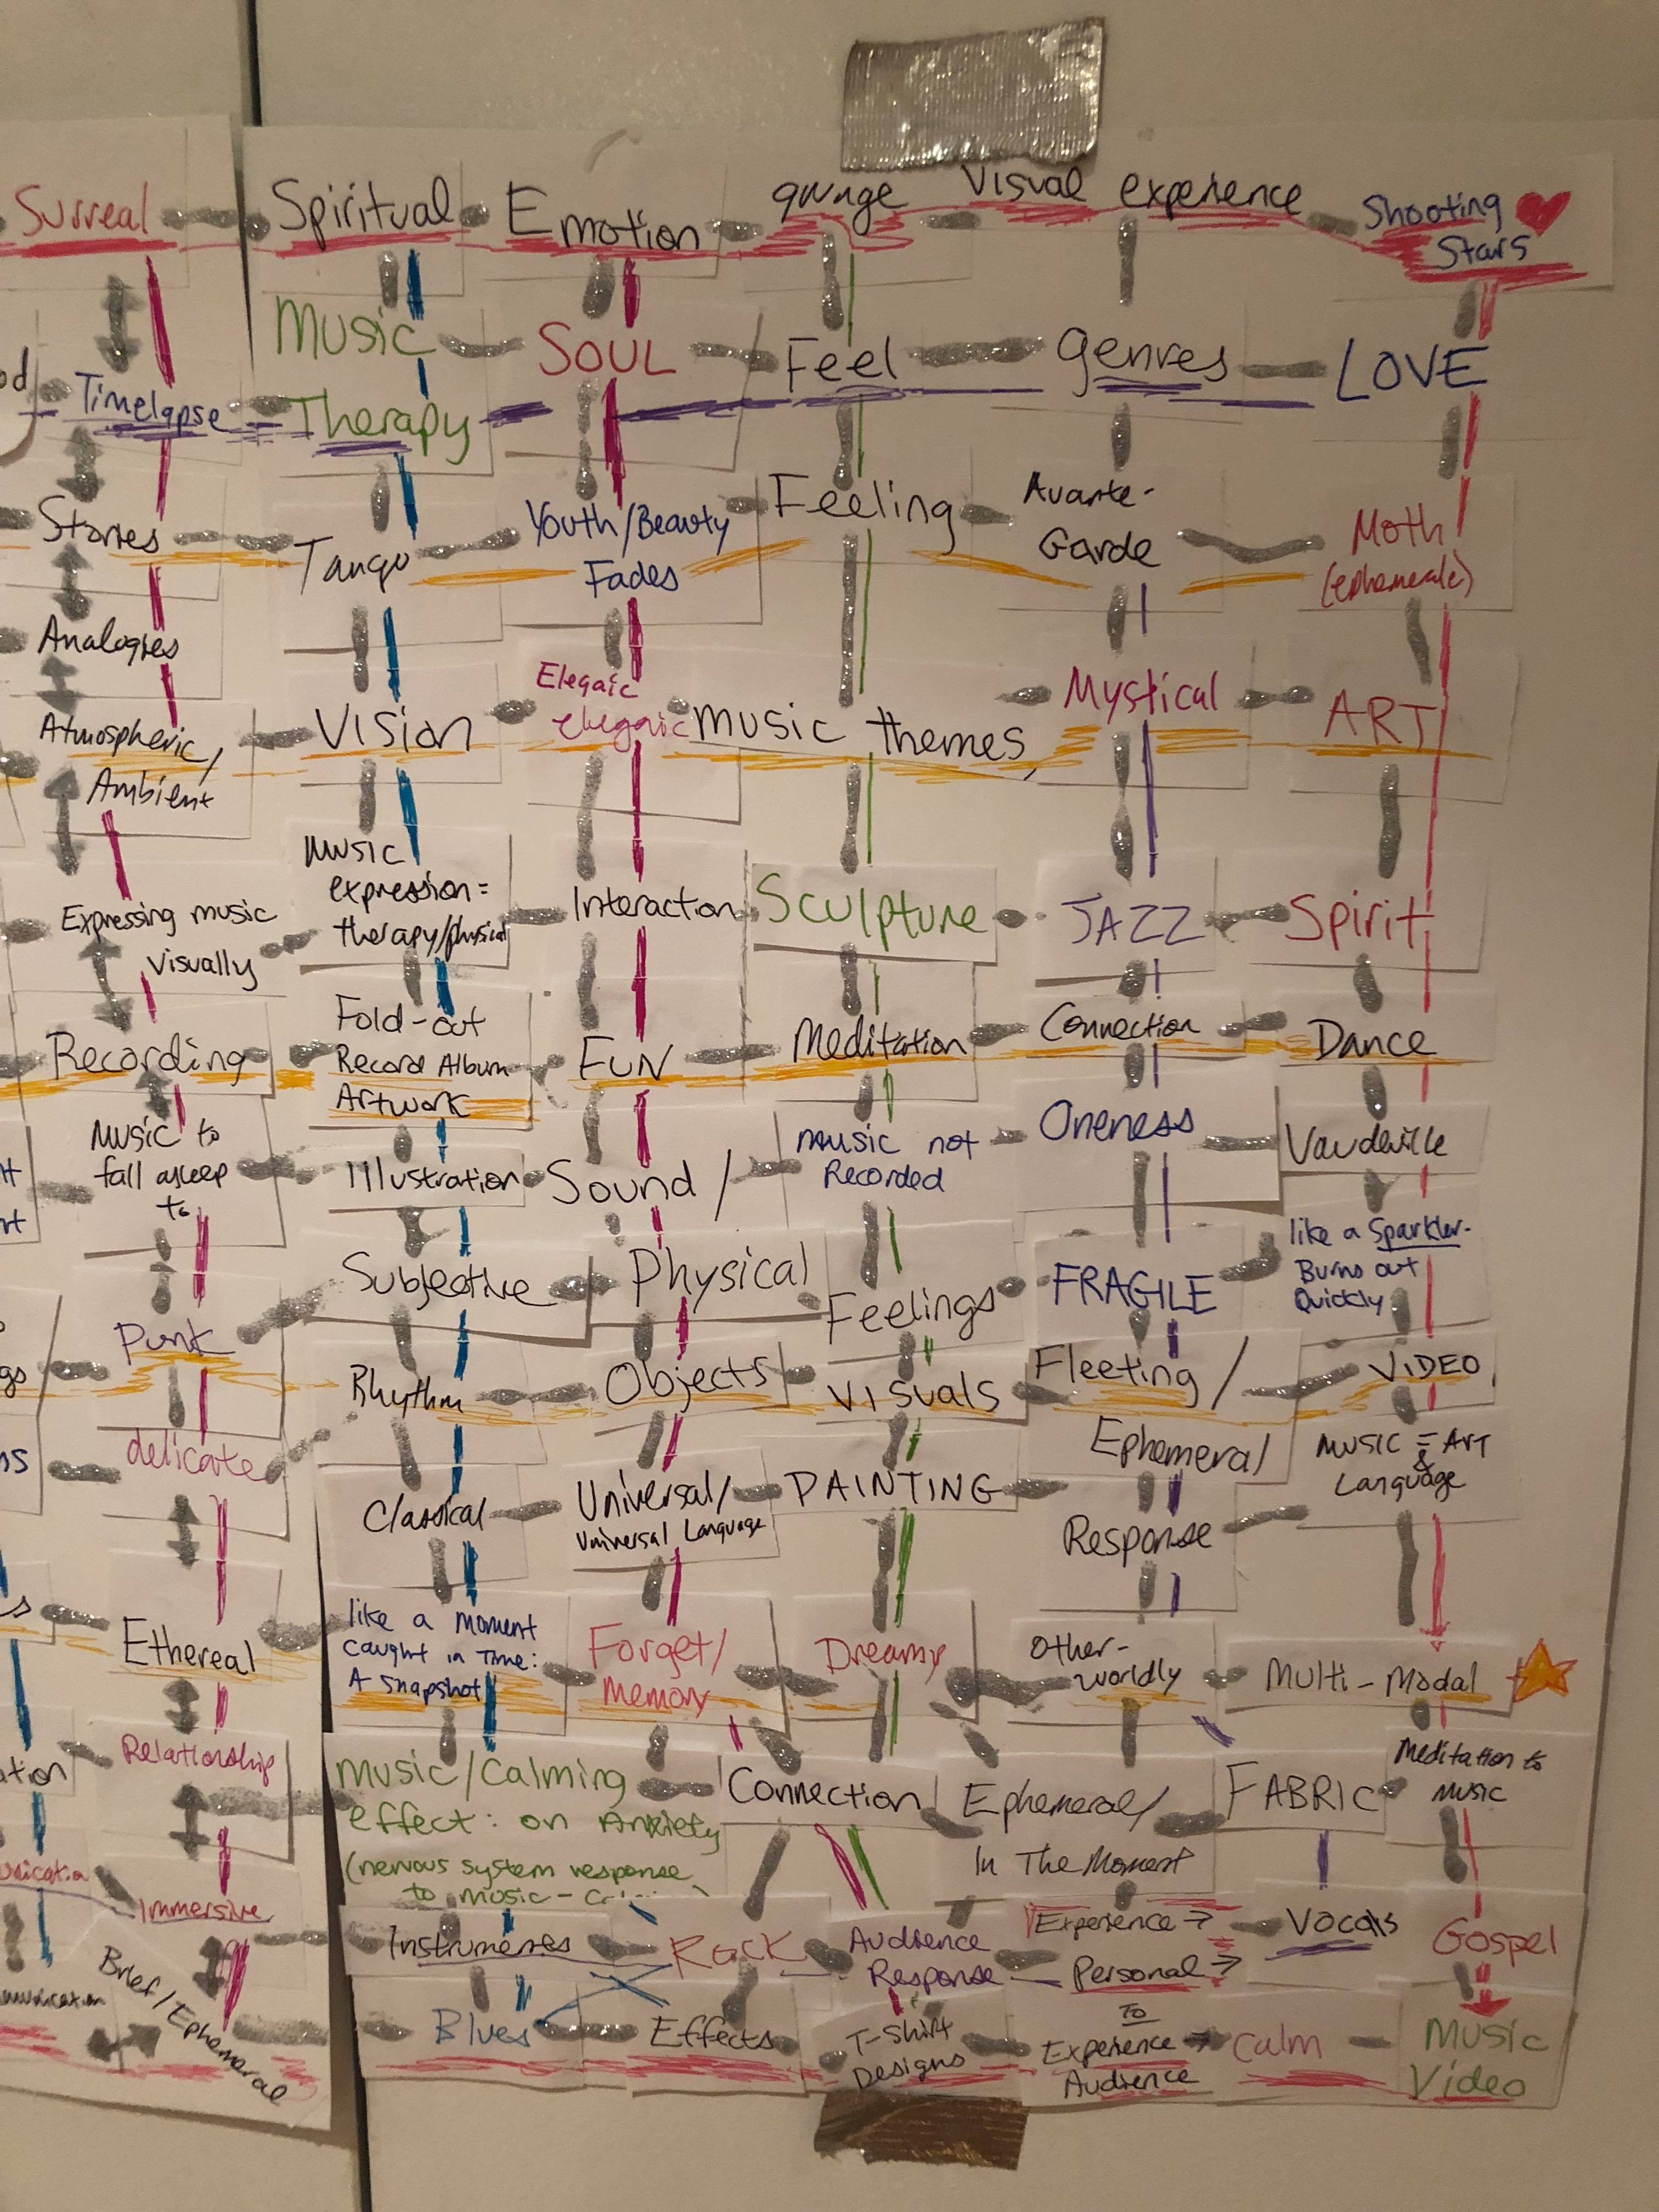 Surreal
Spiritual
Emotion
grunge
Visual experience
Shooting
Stars
Timelapse
Music
Therapy
SOUL
Feel
genres
LOVE
Stories
Tango
Youth/Beauty
Fades
Feeling
Avante-
Garde
Moth
Analogies
Atmospheric/
Ambient
Vision
Elegaic
elegaic
music themes
Mystical
ART
Expressing music
visually
music
expression =
therapy/physical
Interaction
Sculpture
JAZZ
Spirit
Recording
Fold-out
Record Album
Artwork
FUN
Meditation
Connection
Dance
Music to
fall asleep
to
Illustration
Sound /
music not
Recorded
Oneness
Vaudeville
Subjective
Physical
Feelings
FRAGILE
like a Sparkler-
Burns out
Quickly
Punk
Rhythm
Objects
Visuals
Fleeting /
Ephemeral
VIDEO
delicate
Classical
Universal/
Universal Language
PAINTING
Response
Music = Art
&
Language
Ethereal
like a moment
caught in Time:
A snapshot
Forget/
Memory
Dreamy
Other-
worldly
Multi-Modal
Relationship
Music/Calming
effect: on Anxiety
(nervous system response
to music -
Connection
Ephemeral/
In The Moment
FABRIC
Meditation to
music
Immersive
Instruments
Rock
Audience
Response
Experience →
Personal →
To
Experience →
Audience
Vocals
Gospel
Brief/Ephemeral
Blues
Effects
T-Shirt
Designs
Calm
Music
Video